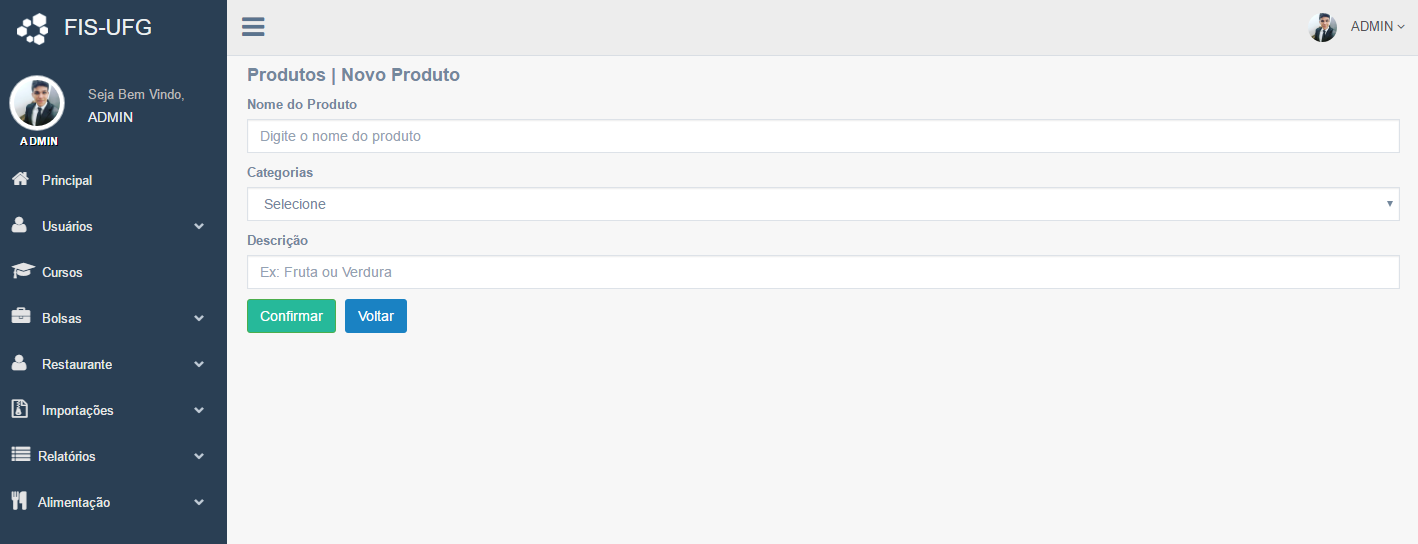 FIS-UFG
ADMIN
Seja Bem Vindo,
ADMIN
ADMIN
Principal
Usuários
Cursos
Bolsas
Restaurante
Importações
Relatórios
Alimentação
Produtos | Novo Produto
Nome do Produto
Digite o nome do produto
Categorias
Selecione
Descrição
Ex: Fruta ou Verdura
Confirmar Voltar